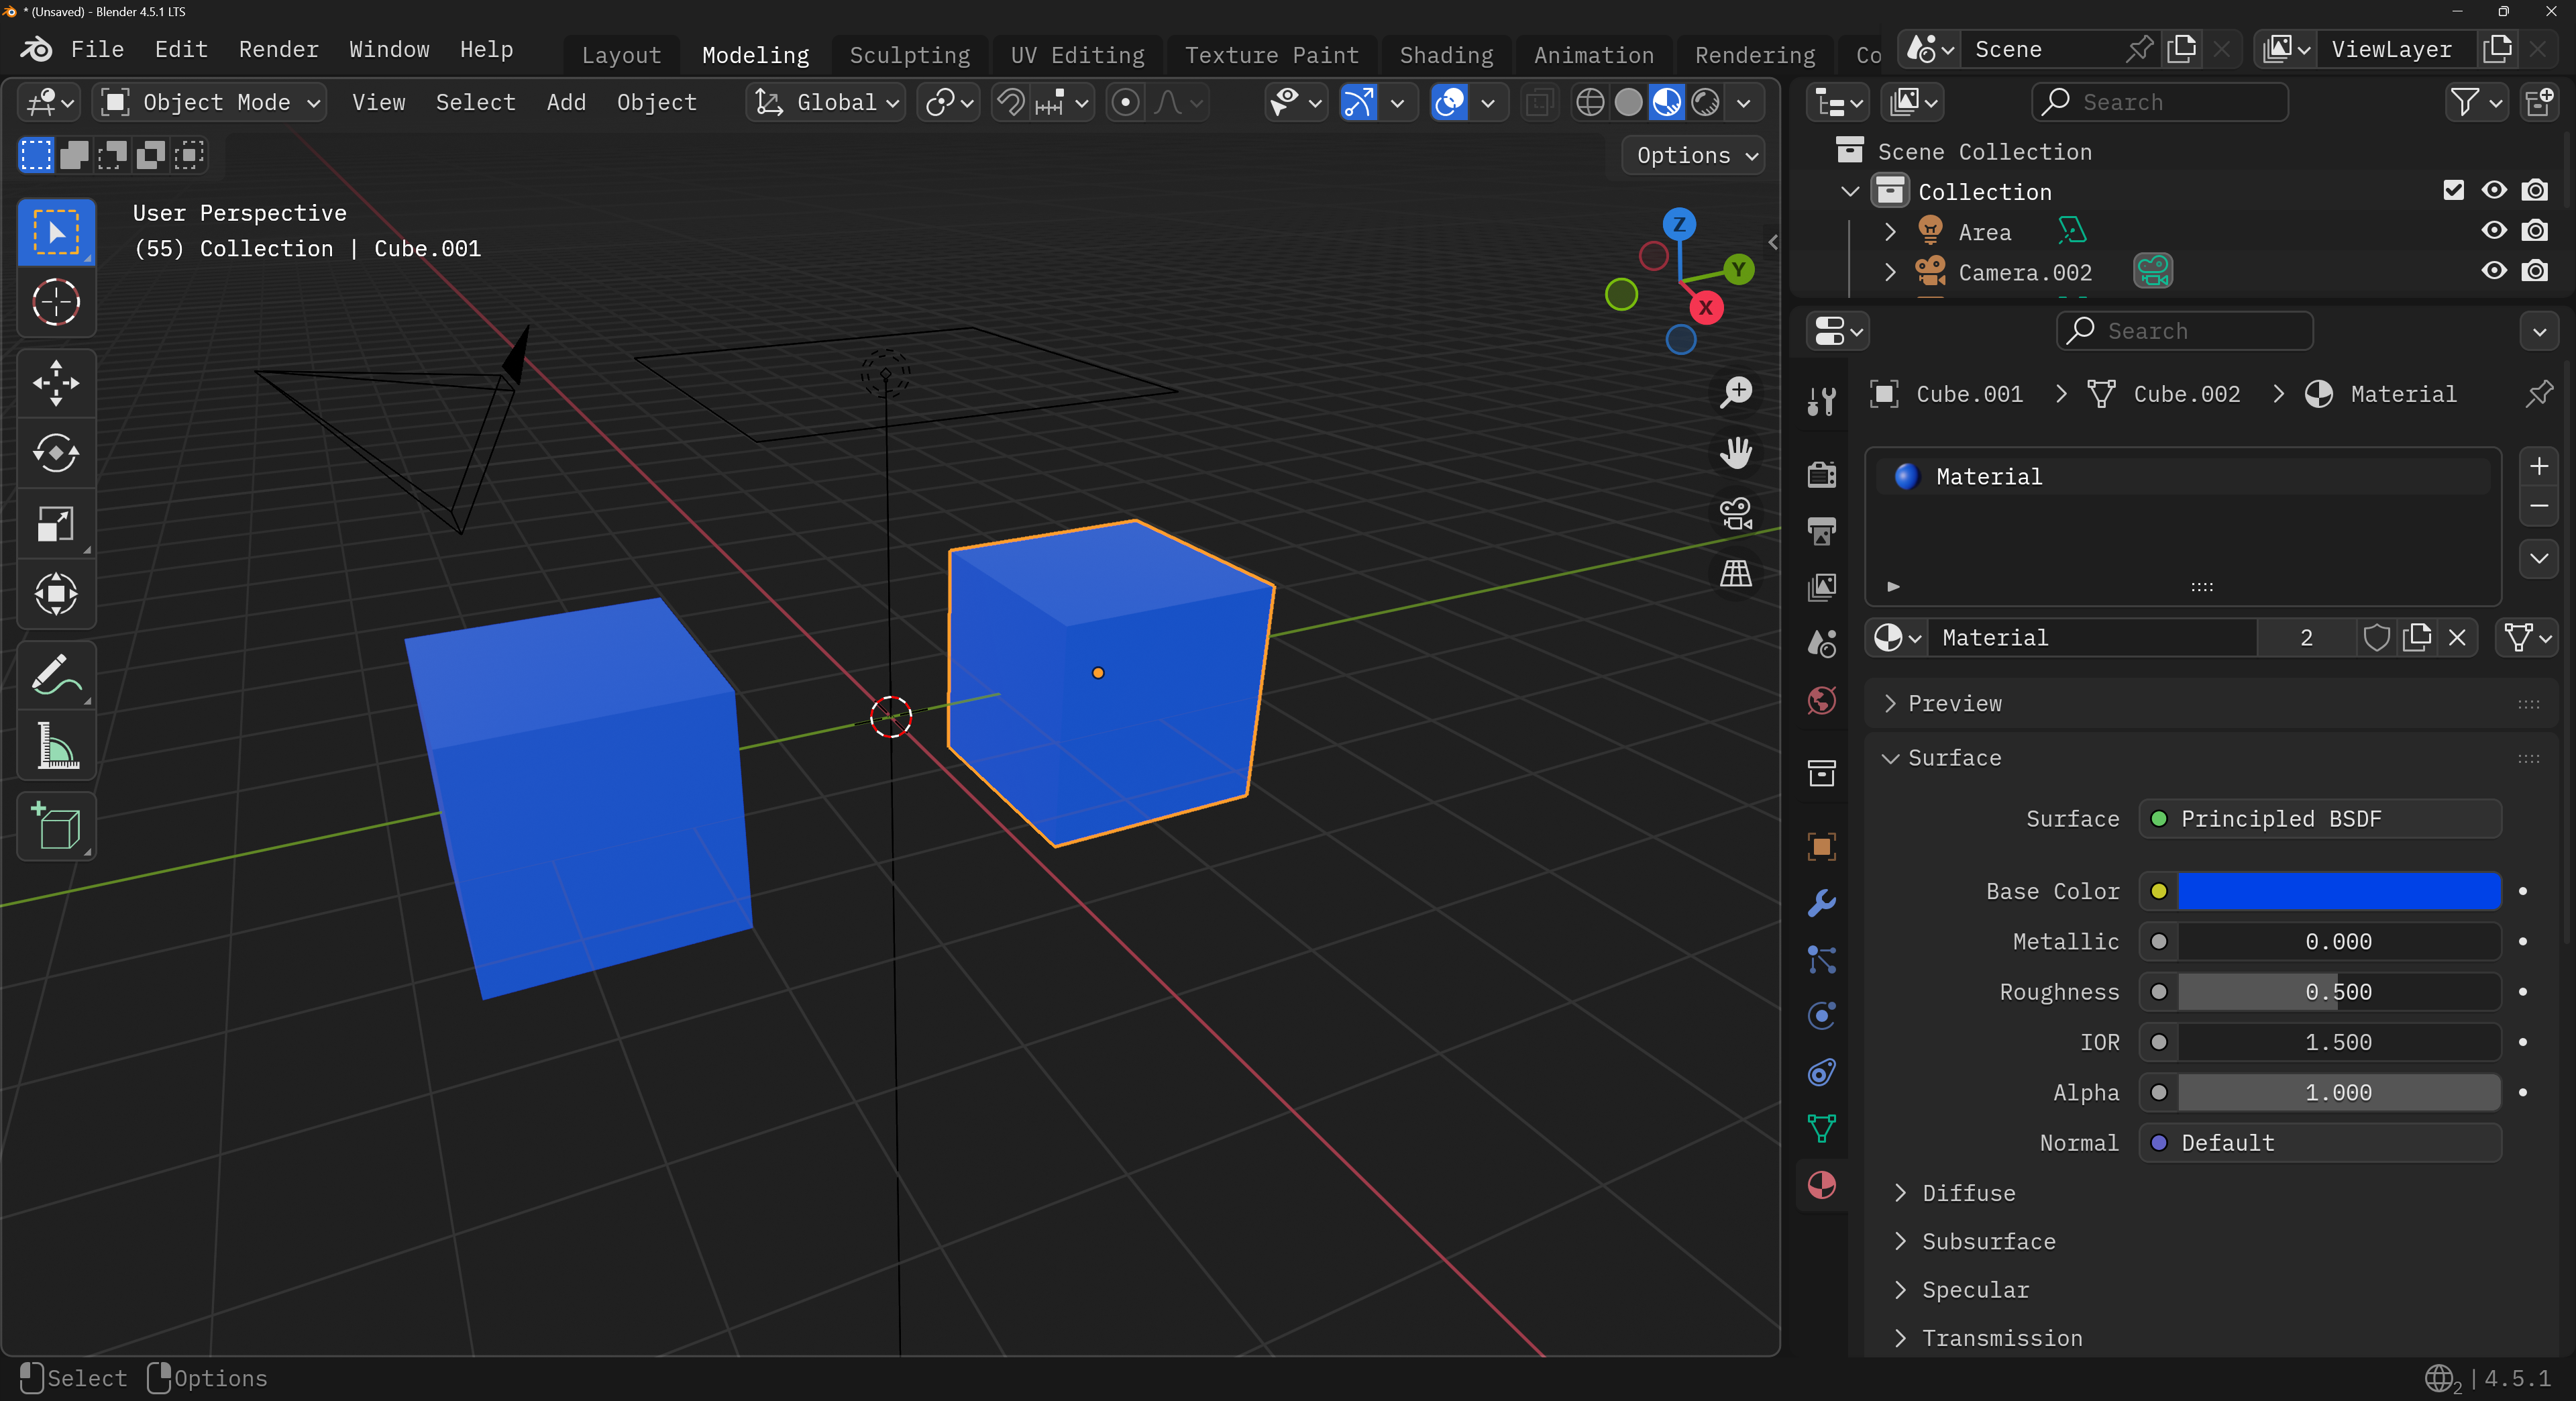 * (Unsaved) - Blender 4.5.1 LTS
File Edit Render Window Help Layout Modeling Sculpting UV Editing Texture Paint Shading Animation Rendering Co Scene ViewLayer
Object Mode View Select Add Object Global Search
Options
User Perspective
(55) Collection | Cube.001
Z
Y
X
Scene Collection
Collection
Area
Camera.002
Search
Cube.001 > Cube.002 > Material
Material
Material 2
Preview
Surface
Surface Principled BSDF
Base Color
Metallic 0.000
Roughness 0.500
IOR 1.500
Alpha 1.000
Normal Default
Diffuse
Subsurface
Specular
Transmission
Select Options 2 | 4.5.1